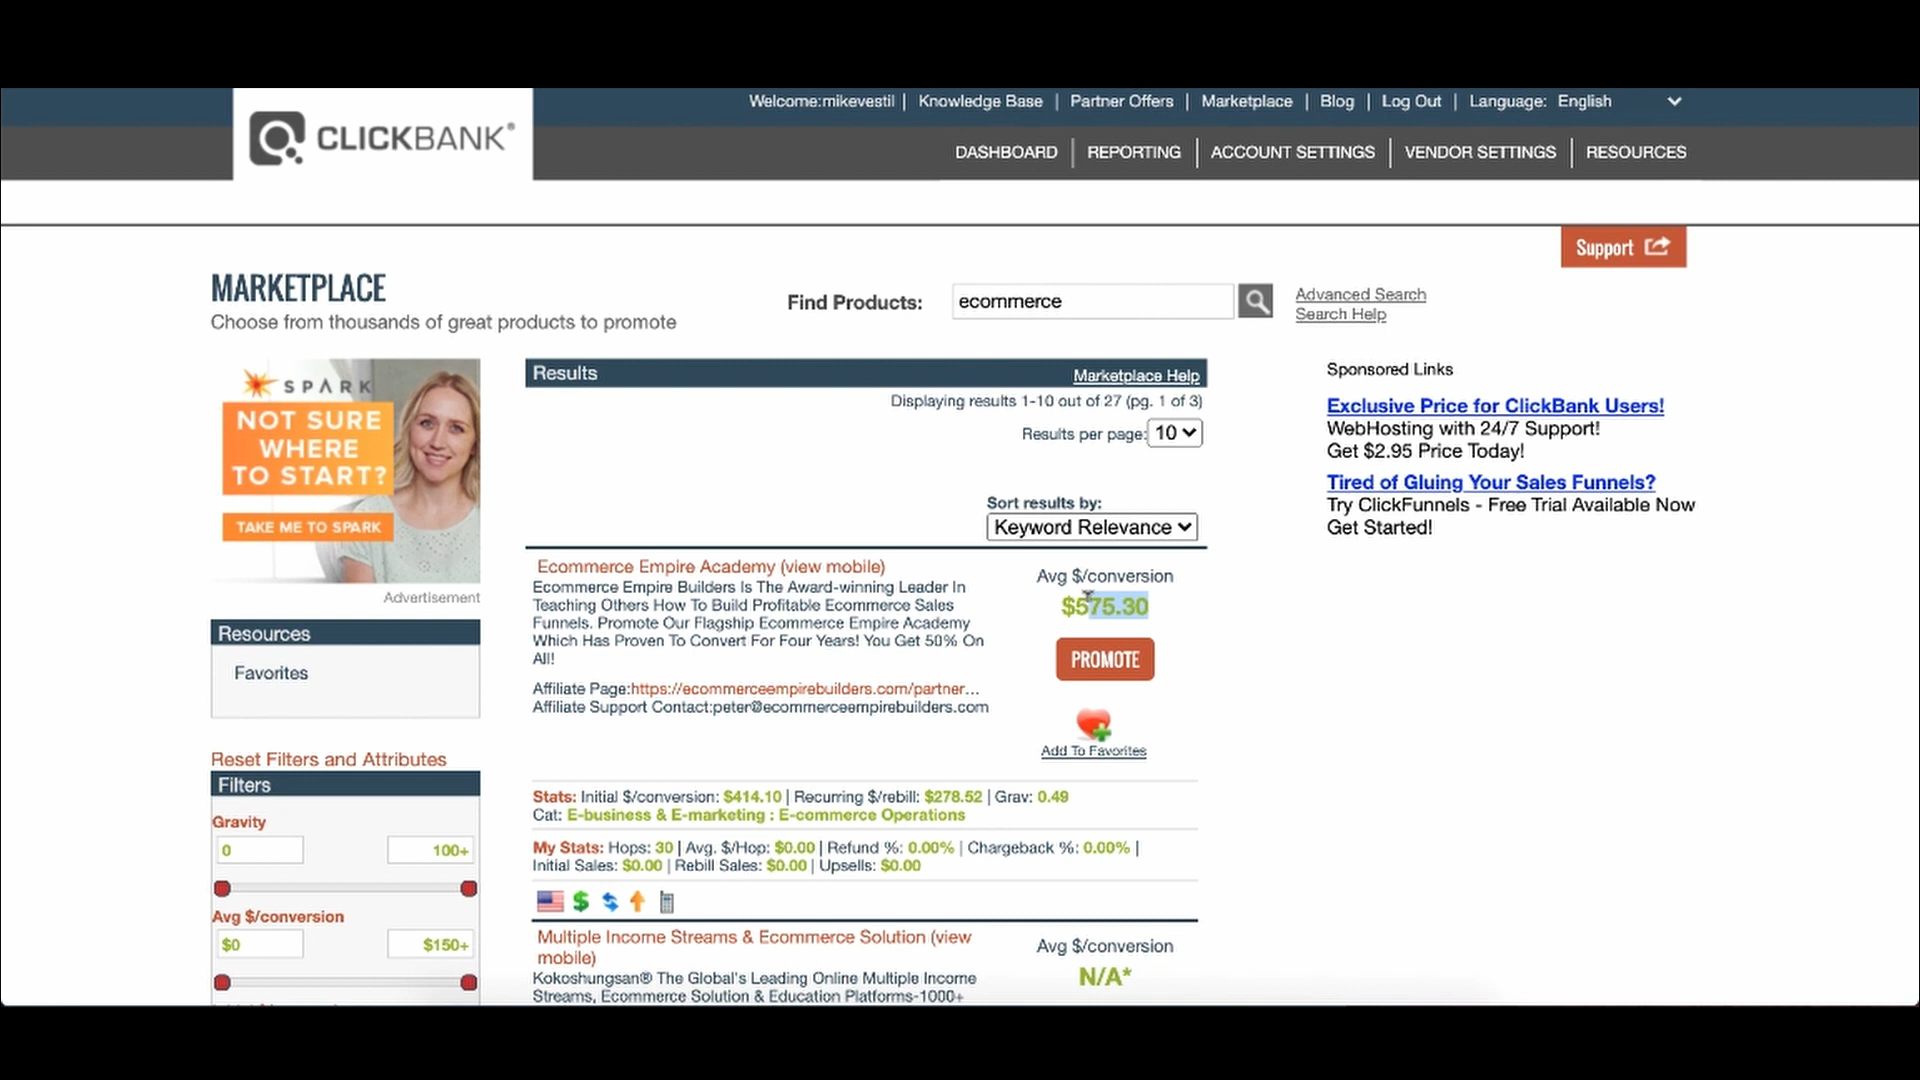 Welcome:mikevestil | Knowledge Base | Partner Offers | Marketplace | Blog | Log Out | Language: English
CLICKBANK®
DASHBOARD | REPORTING | ACCOUNT SETTINGS | VENDOR SETTINGS | RESOURCES
Support
MARKETPLACE
Choose from thousands of great products to promote
Find Products: ecommerce
Advanced Search
Search Help
SPARK
NOT SURE
WHERE
TO START?
TAKE ME TO SPARK
Advertisement
Resources
Favorites
Reset Filters and Attributes
Filters
Gravity
0 100+
Avg $/conversion
$0 $150+
Results
Marketplace Help
Displaying results 1-10 out of 27 (pg. 1 of 3)
Results per page: 10
Sort results by:
Keyword Relevance
Ecommerce Empire Academy (view mobile)
Ecommerce Empire Builders Is The Award-winning Leader In
Teaching Others How To Build Profitable Ecommerce Sales
Funnels. Promote Our Flagship Ecommerce Empire Academy
Which Has Proven To Convert For Four Years! You Get 50% On
All!
Affiliate Page:https://ecommerceempirebuilders.com/partner...
Affiliate Support Contact:peter@ecommerceempirebuilders.com
Avg $/conversion
$575.30
PROMOTE
Add To Favorites
Stats: Initial $/conversion: $414.10 | Recurring $/rebill: $278.52 | Grav: 0.49
Cat: E-business & E-marketing : E-commerce Operations
My Stats: Hops: 30 | Avg. $/Hop: $0.00 | Refund %: 0.00% | Chargeback %: 0.00% |
Initial Sales: $0.00 | Rebill Sales: $0.00 | Upsells: $0.00
Multiple Income Streams & Ecommerce Solution (view
mobile)
Kokoshungsan® The Global's Leading Online Multiple Income
Streams, Ecommerce Solution & Education Platforms-1000+
Avg $/conversion
N/A*
Sponsored Links
Exclusive Price for ClickBank Users!
WebHosting with 24/7 Support!
Get $2.95 Price Today!
Tired of Gluing Your Sales Funnels?
Try ClickFunnels - Free Trial Available Now
Get Started!